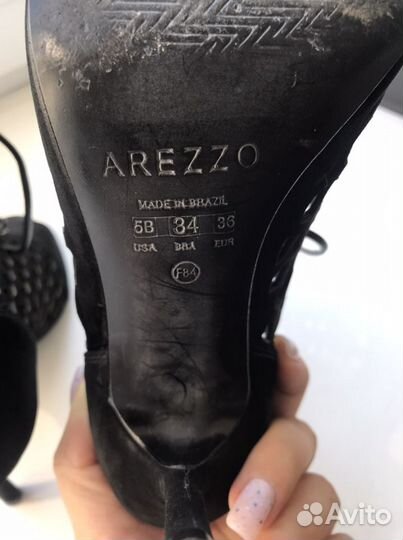 AREZZO
MADE IN BRAZIL
5B 34 36
USA BRA EUR
F84
Avito